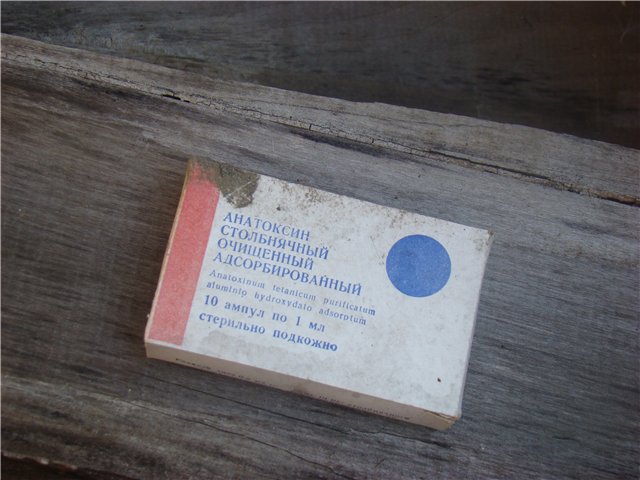 АНАТОКСИН
СТОЛБНЯЧНЫЙ
ОЧИЩЕННЫЙ
АДСОРБИРОВАННЫЙ
Anatoxinum tetanicum purificatum
aluminio hydroxydato adsorptum
10 ампул по 1 мл
стерильно подкожно